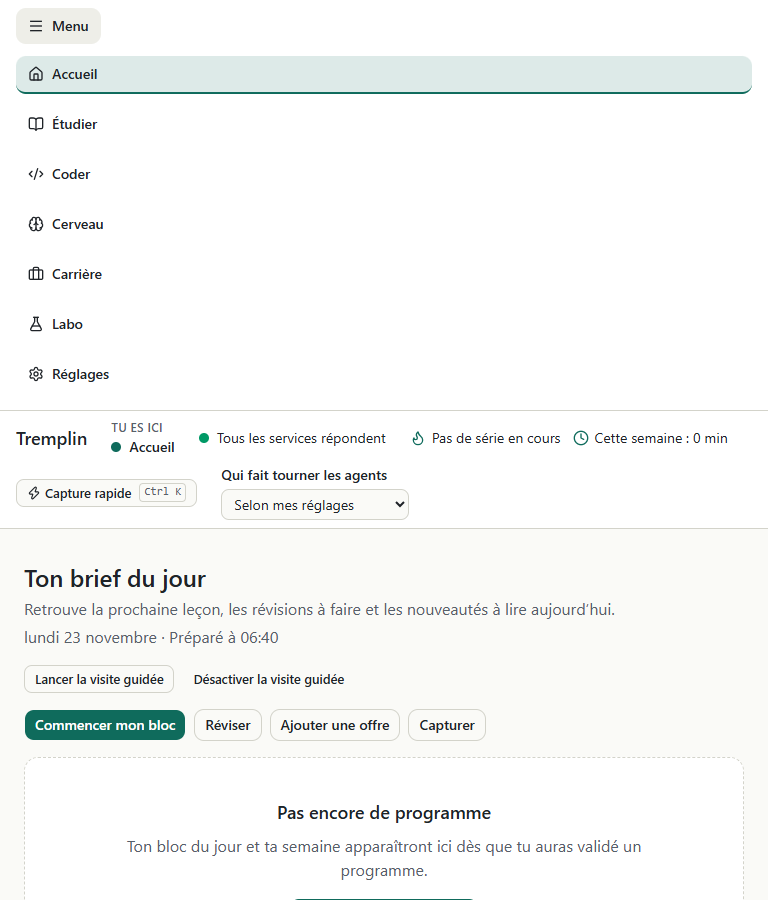 Menu
Accueil
Étudier
Coder
Cerveau
Carrière
Labo
Réglages
Tremplin
TU ES ICI
Accueil
Tous les services répondent
Pas de série en cours
Cette semaine : 0 min
Capture rapide Ctrl K
Qui fait tourner les agents
Selon mes réglages
Ton brief du jour
Retrouve la prochaine leçon, les révisions à faire et les nouveautés à lire aujourd'hui.
lundi 23 novembre · Préparé à 06:40
Lancer la visite guidée
Désactiver la visite guidée
Commencer mon bloc
Réviser
Ajouter une offre
Capturer
Pas encore de programme
Ton bloc du jour et ta semaine apparaîtront ici dès que tu auras validé un
programme.